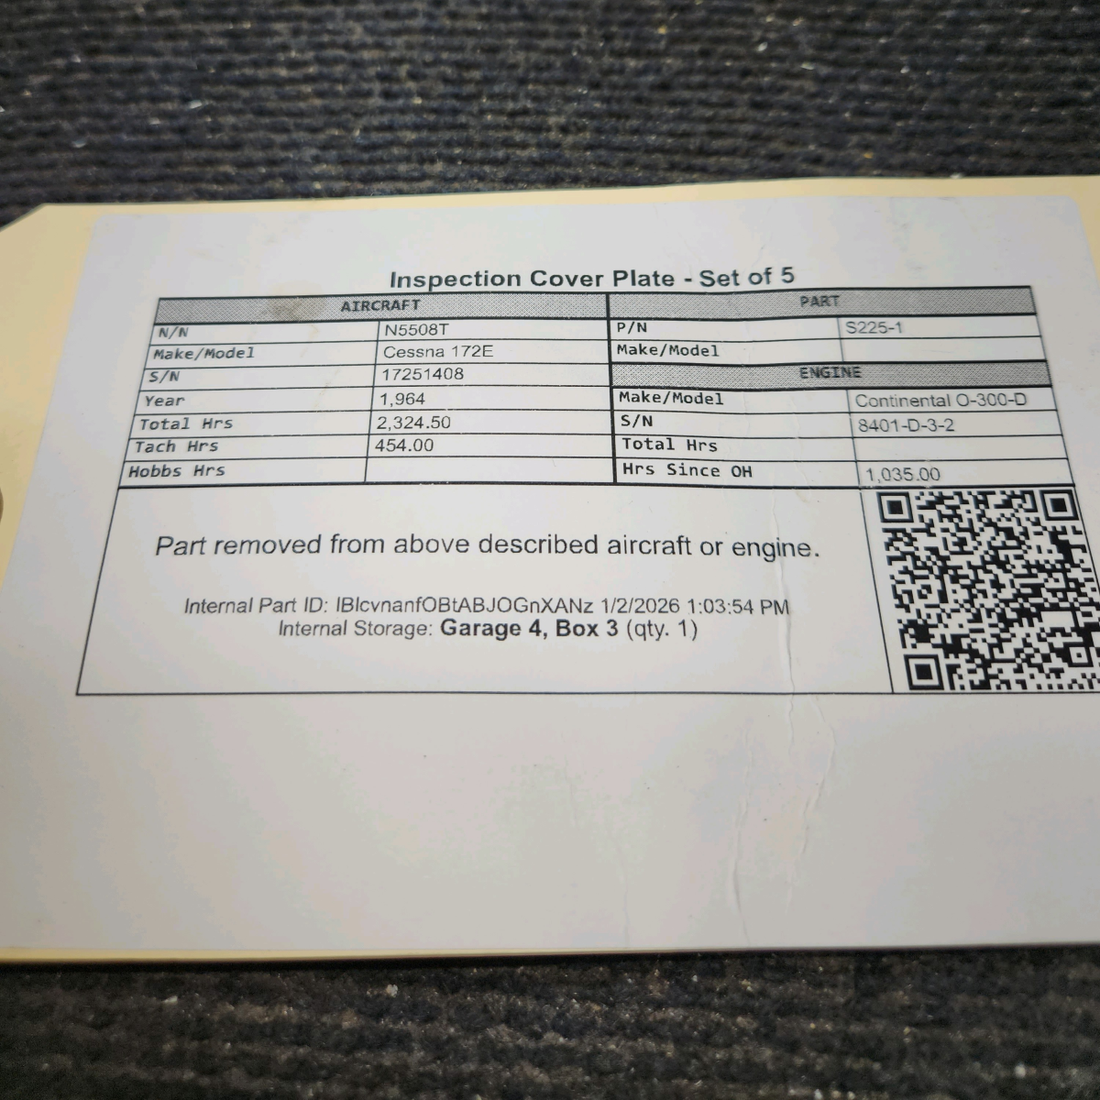 Inspection Cover Plate - Set of 5
AIRCRAFT PART
N/N N5508T P/N S225-1
Make/Model Cessna 172E Make/Model
S/N 17251408 ENGINE
Year 1,964 Make/Model Continental O-300-D
Total Hrs 2,324.50 S/N 8401-D-3-2
Tach Hrs 454.00 Total Hrs
Hobbs Hrs Hrs Since OH 1,035.00
Part removed from above described aircraft or engine.
Internal Part ID: IBIcvnanfOBtABJOGnXANz 1/2/2026 1:03:54 PM
Internal Storage: Garage 4, Box 3 (qty. 1)